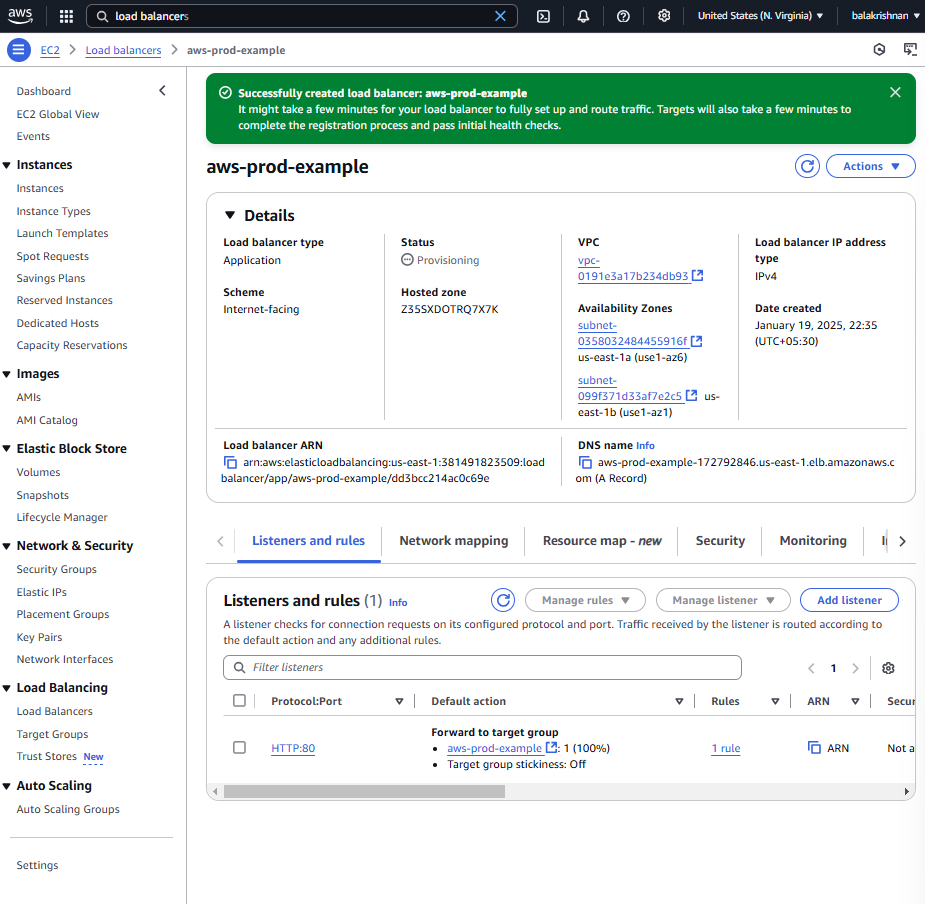 aws
load balancers
United States (N. Virginia)
balakrishnan
EC2
Load balancers
aws-prod-example
Dashboard
EC2 Global View
Events
Instances
Instances
Instance Types
Launch Templates
Spot Requests
Savings Plans
Reserved Instances
Dedicated Hosts
Capacity Reservations
Images
AMIs
AMI Catalog
Elastic Block Store
Volumes
Snapshots
Lifecycle Manager
Network & Security
Security Groups
Elastic IPs
Placement Groups
Key Pairs
Network Interfaces
Load Balancing
Load Balancers
Target Groups
Trust Stores New
Auto Scaling
Auto Scaling Groups
Settings
Successfully created load balancer: aws-prod-example
It might take a few minutes for your load balancer to fully set up and route traffic. Targets will also take a few minutes to
complete the registration process and pass initial health checks.
aws-prod-example
Actions
Details
Load balancer type
Application
Scheme
Internet-facing
Status
Provisioning
Hosted zone
Z35SXDOTRQ7X7K
VPC
vpc-
0191e3a17b234db93
Availability Zones
subnet-
0358032484455916f
us-east-1a (use1-az6)
subnet-
099f371d33af7e2c5 us-
east-1b (use1-az1)
Load balancer IP address
type
IPv4
Date created
January 19, 2025, 22:35
(UTC+05:30)
Load balancer ARN
arn:aws:elasticloadbalancing:us-east-1:381491823509:load
balancer/app/aws-prod-example/dd3bcc214ac0c69e
DNS name Info
aws-prod-example-172792846.us-east-1.elb.amazonaws.c
om (A Record)
Listeners and rules
Network mapping
Resource map - new
Security
Monitoring
Listeners and rules (1) Info
Manage rules
Manage listener
Add listener
A listener checks for connection requests on its configured protocol and port. Traffic received by the listener is routed according to
the default action and any additional rules.
Filter listeners
1
Protocol:Port
Default action
Rules
ARN
Secur
HTTP:80
Forward to target group
• aws-prod-example : 1 (100%)
• Target group stickiness: Off
1 rule
ARN
Not a